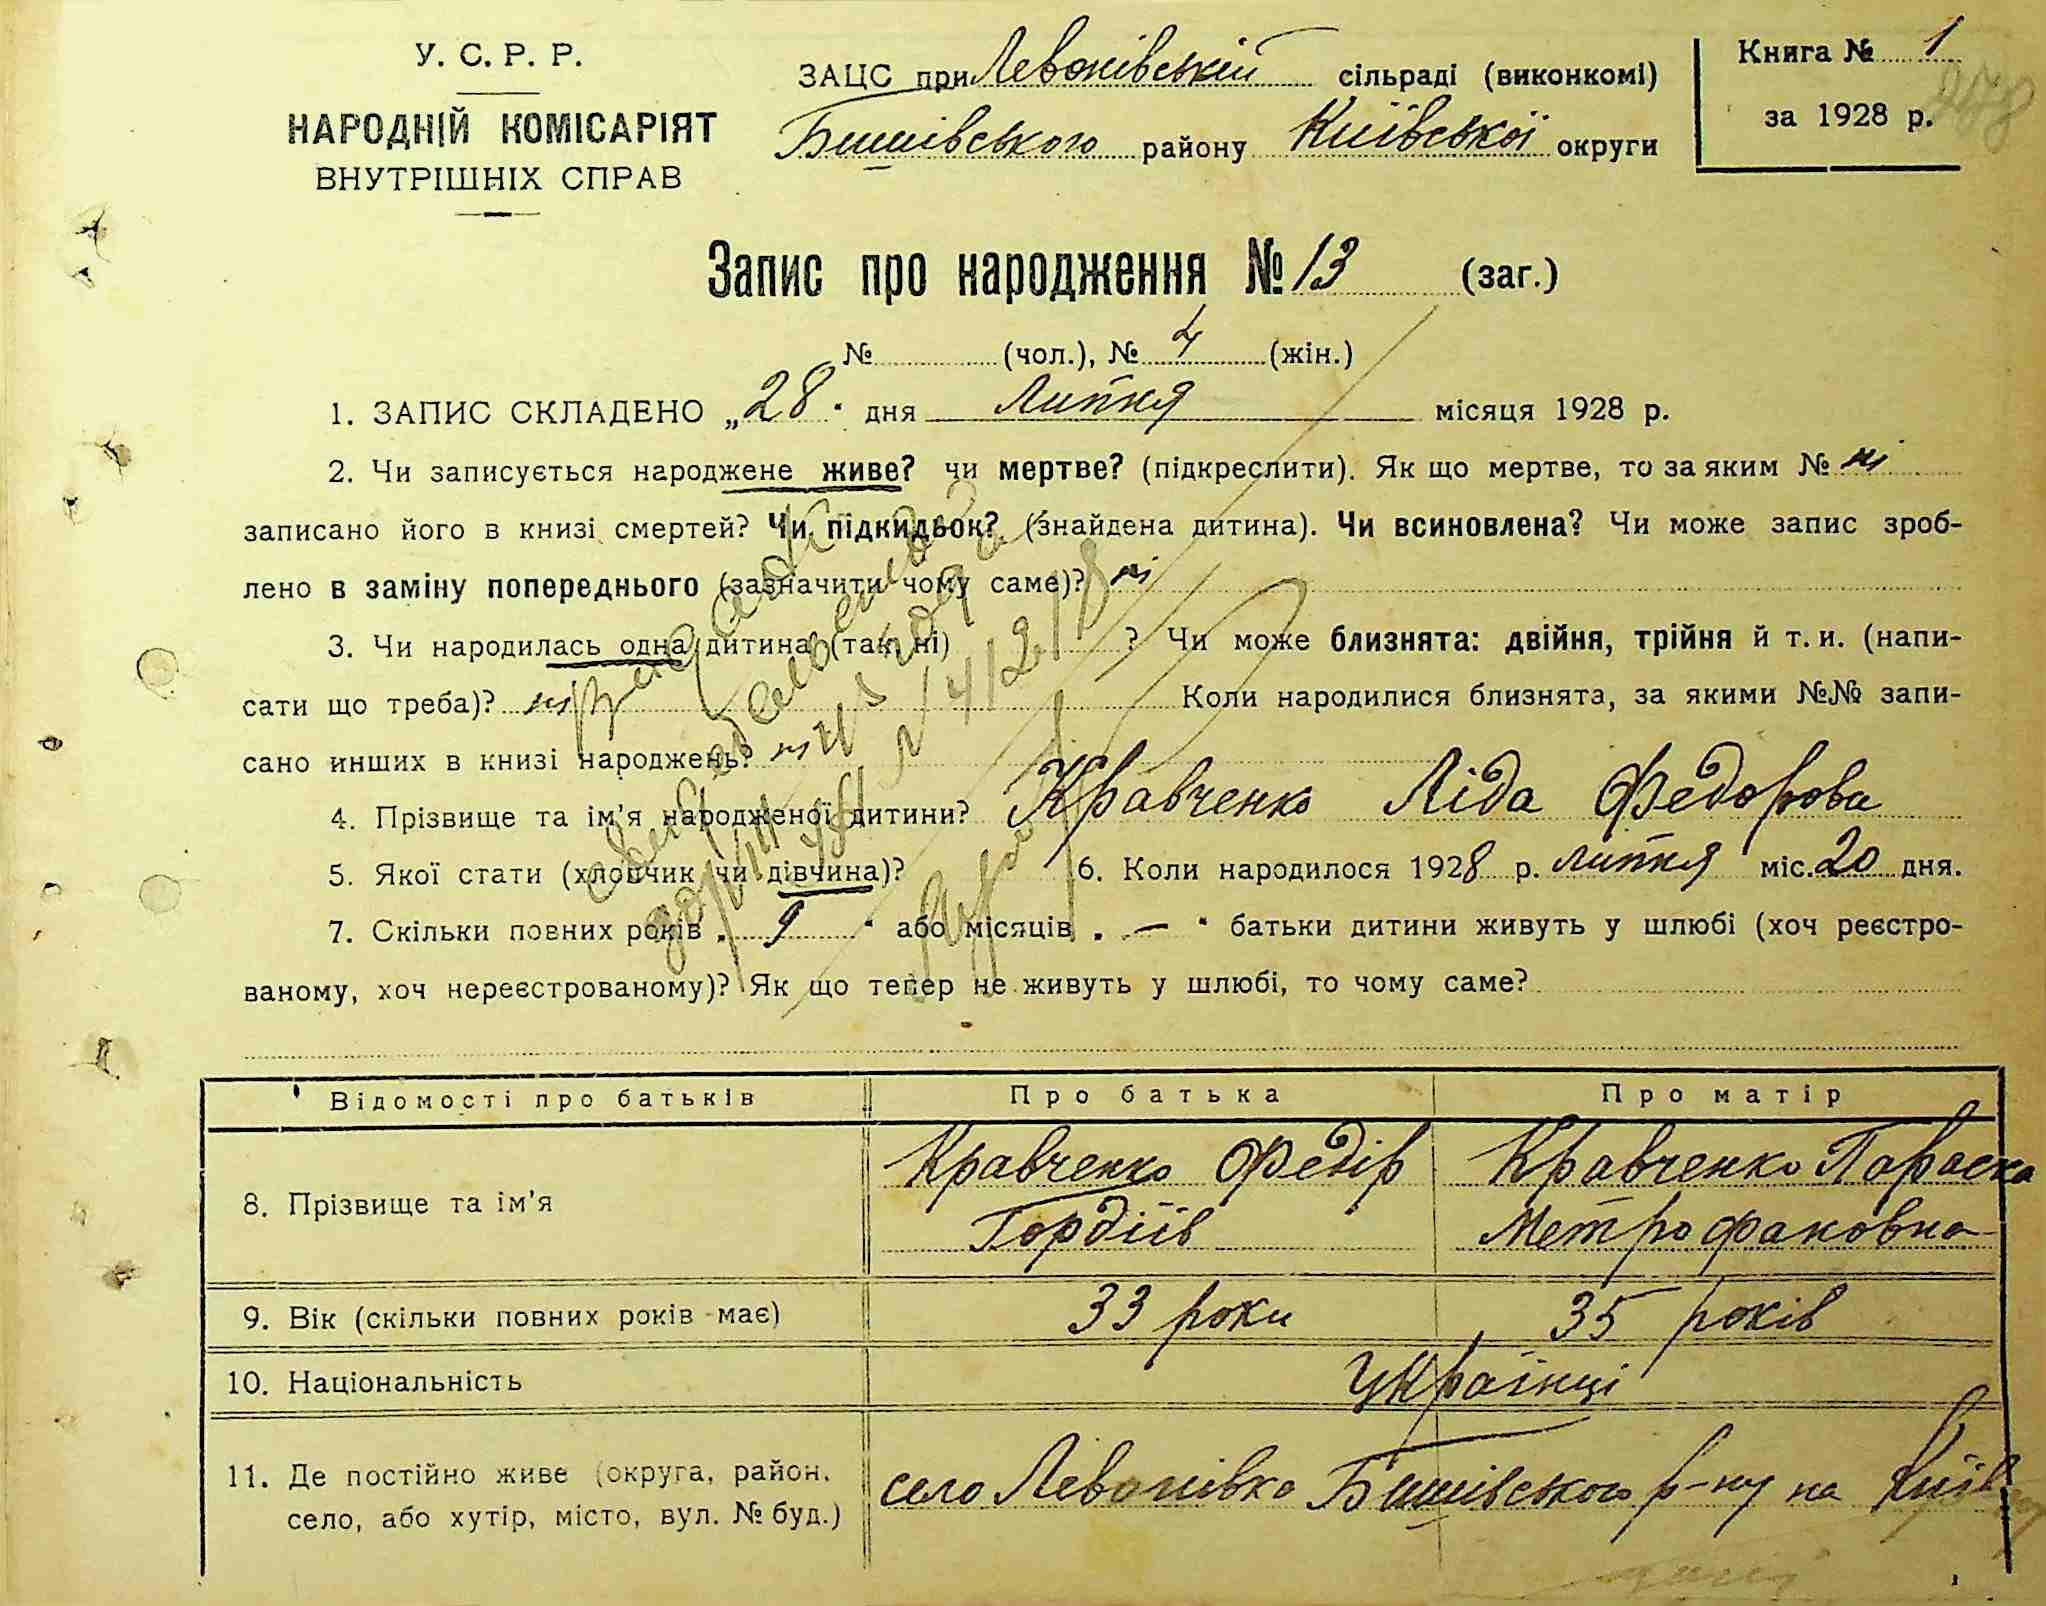 У. С. Р. Р.
НАРОДНІЙ КОМІСАРІЯТ
ВНУТРІШНІХ СПРАВ
ЗАЦС при Левонівській сільраді (виконкомі)
Бишівського району Київської округи
Книга № 1
за 1928 р.
Запис про народження № 13 (заг.)
№ (чол.), № 4 (жін.)
1. ЗАПИС СКЛАДЕНО „28" дня Липня місяця 1928 р.
2. Чи записується народжене живе? чи мертве? (підкреслити). Як що мертве, то за яким № ні
записано його в книзі смертей? Чи підкидьок? (знайдена дитина). Чи всиновлена? Чи може запис зроб-
лено в заміну попереднього (зазначити чому саме)? ні
3. Чи народилась одна дитина (так, ні) ? Чи може близнята: двійня, трійня й т. и. (напи-
сати що треба)? ні Коли народилися близнята, за якими №№ запи-
сано инших в книзі народжень? ні
4. Прізвище та ім'я народженої дитини? Кравченко Ліда Федорова
5. Якої стати (хлопчик чи дівчина)? 6. Коли народилося 1928 р. липня міс. 20 дня.
7. Скільки повних років „ 9 " або місяців „ — " батьки дитини живуть у шлюбі (хоч реєстро-
ваному, хоч нереєстрованому)? Як що тепер не живуть у шлюбі, то чому саме?
Відомості про батьків Про батька Про матір
8. Прізвище та ім'я Кравченко Федір Гордіїв Кравченко Параска Метрофановна
9. Вік (скільки повних років має) 33 роки 35 років
10. Національність Українці
11. Де постійно живе (округа, район, село Левонівка Бишівського р-ну на
село, або хутір, місто, вул. № буд.)